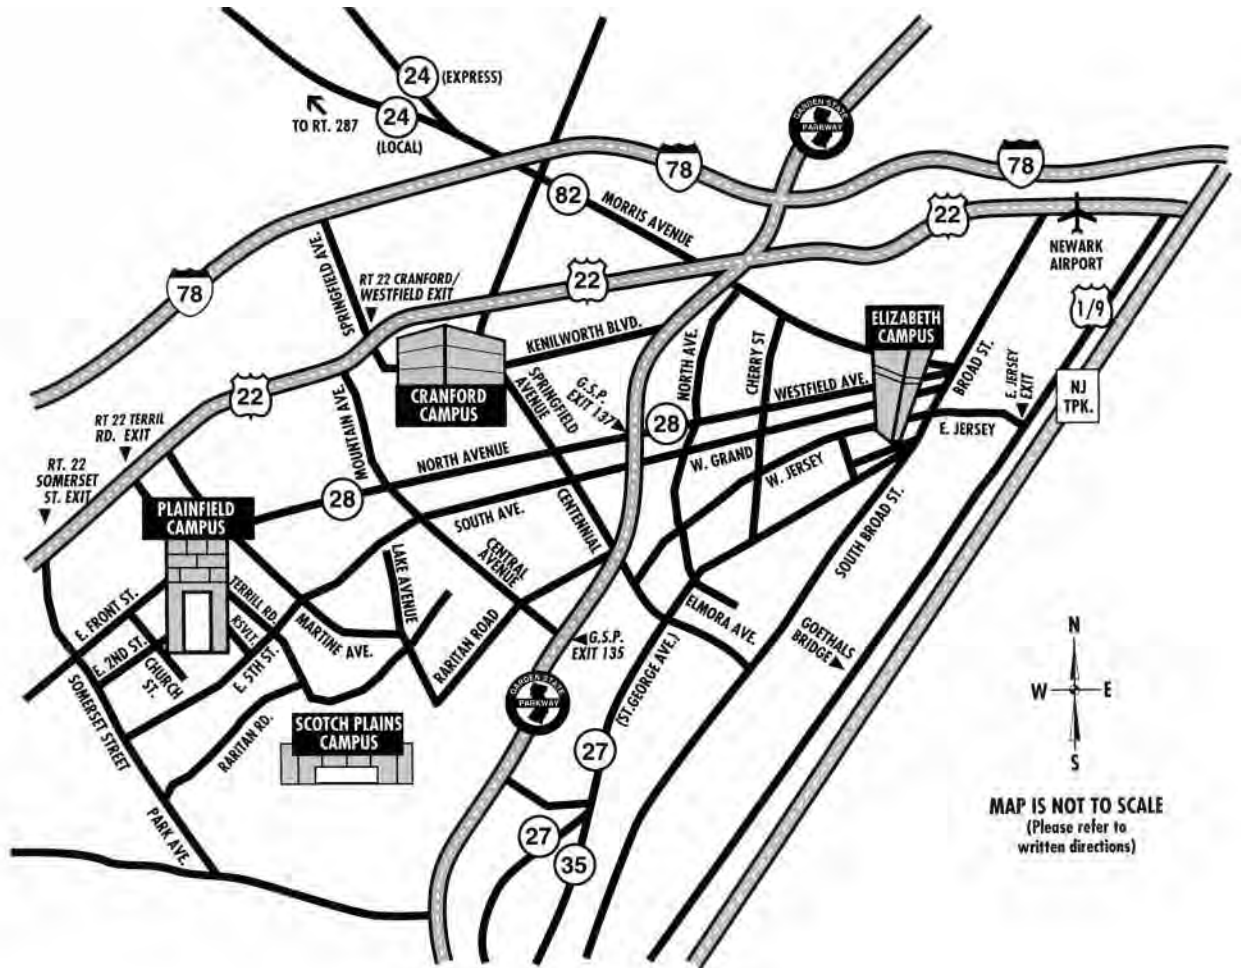 24
(EXPRESS)
TO RT. 287
24
(LOCAL)
GARDEN STATE
PARKWAY
78
78
82
MORRIS AVENUE
22
NEWARK
AIRPORT
SPRINGFIELD AVE.
RT 22 CRANFORD/
WESTFIELD EXIT
22
78
1/9
ELIZABETH
CAMPUS
KENILWORTH BLVD.
NORTH AVE.
CHERRY ST
BROAD ST.
E. JERSEY
EXIT
NJ
TPK.
CRANFORD
CAMPUS
SPRINGFIELD
AVENUE
G.S.P.
EXIT 137
WESTFIELD AVE.
22
MOUNTAIN AVE.
28
E. JERSEY
RT 22 TERRIL
RD. EXIT
NORTH AVENUE
W. GRAND
W. JERSEY
RT. 22
SOMERSET
ST. EXIT
28
PLAINFIELD
CAMPUS
SOUTH AVE.
CENTENNIAL
SOUTH BROAD ST.
LAKE AVENUE
CENTRAL
AVENUE
E. FRONT ST.
TERRILL RD.
RSVLT.
MARTINE AVE.
E. 2ND ST.
CHURCH
ST.
E. 5TH ST.
RARITAN ROAD
G.S.P.
EXIT 135
ELMORA AVE.
GOETHALS
BRIDGE
N
W
E
S
GARDEN STATE
PARKWAY
(ST.GEORGE AVE.)
SOMERSET STREET
RARITAN RD.
SCOTCH PLAINS
CAMPUS
27
PARK AVE.
27
35
MAP IS NOT TO SCALE
(Please refer to
written directions)